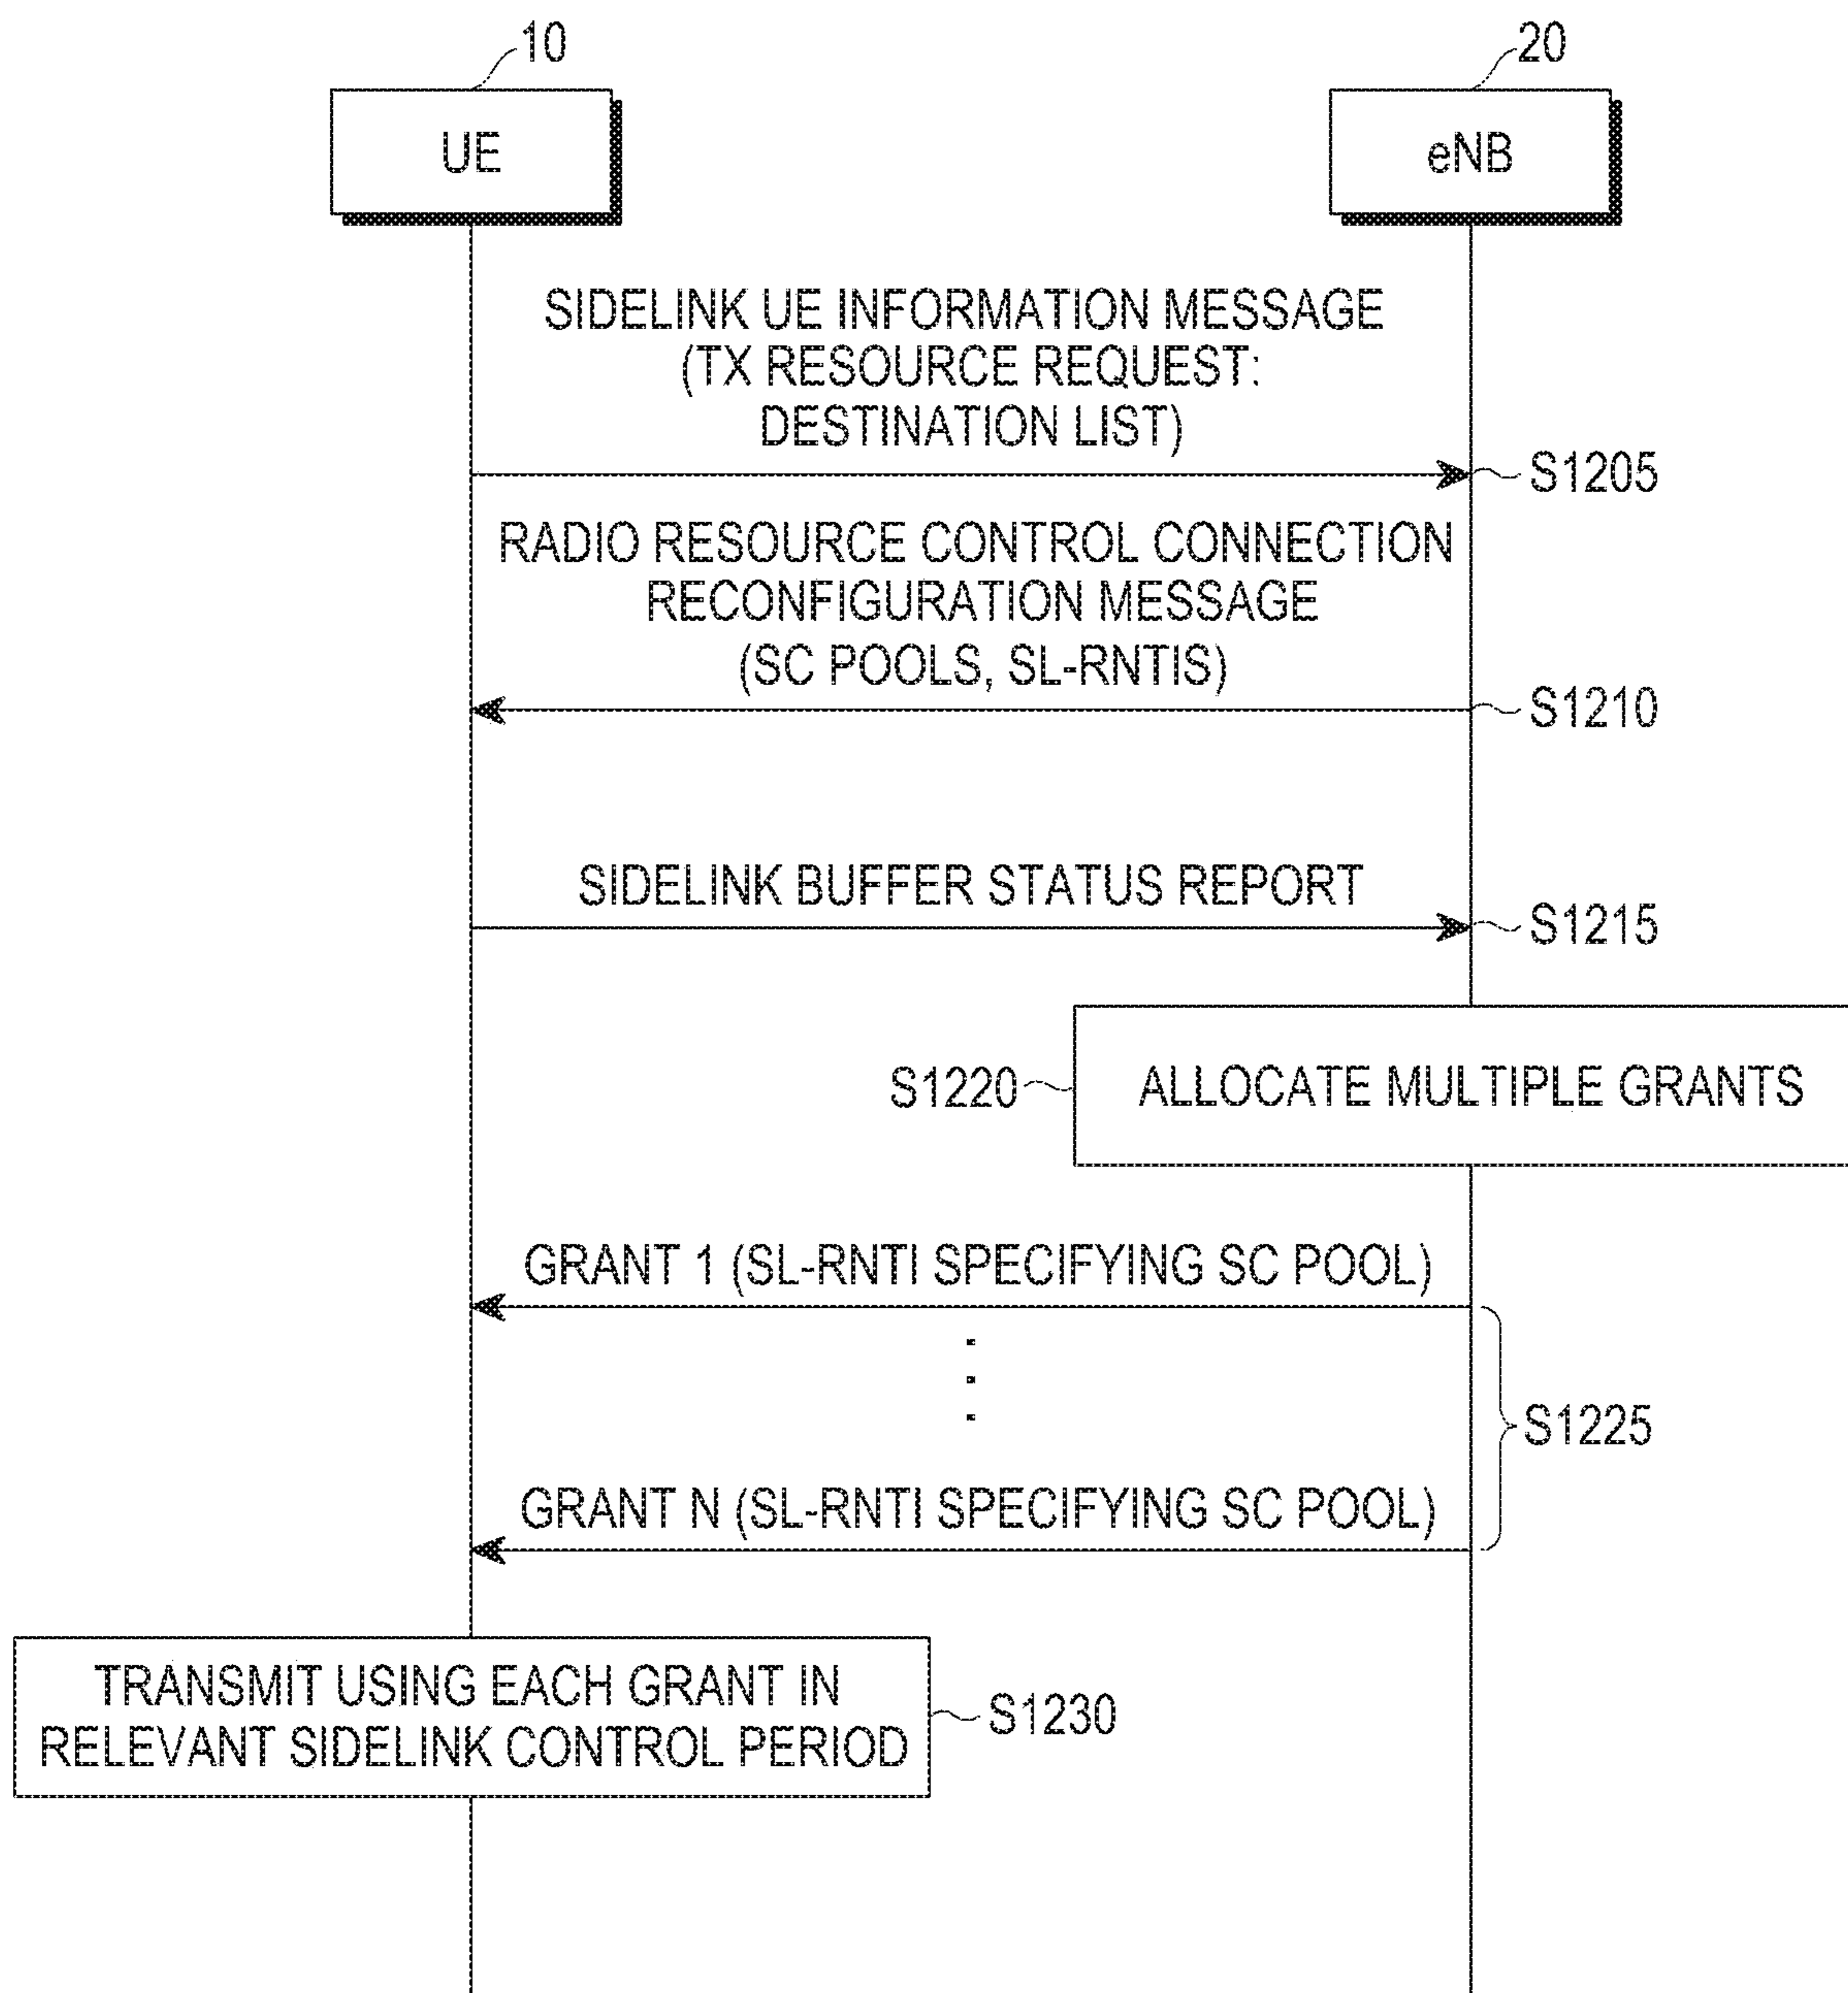 10
20
UE
eNB
SIDELINK UE INFORMATION MESSAGE
(TX RESOURCE REQUEST:
DESTINATION LIST)
S1205
RADIO RESOURCE CONTROL CONNECTION
RECONFIGURATION MESSAGE
(SC POOLS, SL-RNTIS)
S1210
SIDELINK BUFFER STATUS REPORT
S1215
S1220
ALLOCATE MULTIPLE GRANTS
GRANT 1 (SL-RNTI SPECIFYING SC POOL)
S1225
GRANT N (SL-RNTI SPECIFYING SC POOL)
TRANSMIT USING EACH GRANT IN
RELEVANT SIDELINK CONTROL PERIOD
S1230